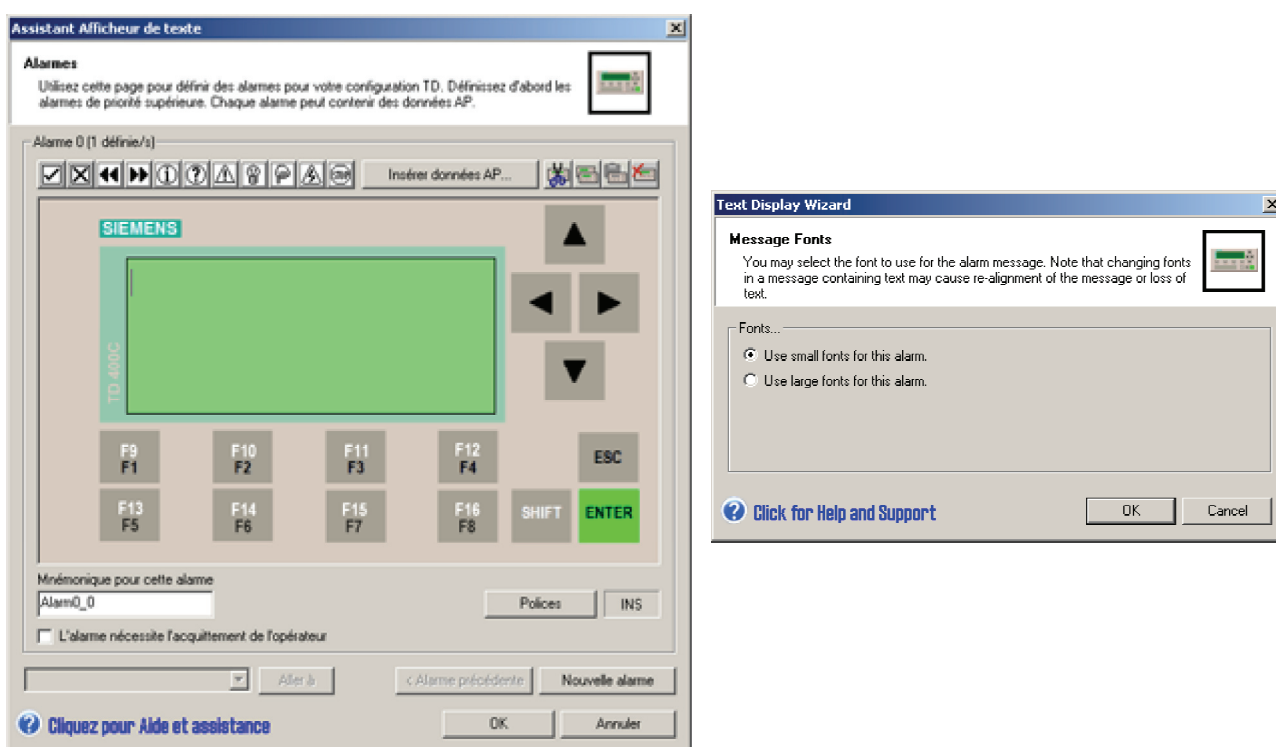 Assistant Afficheur de texte
Alarmes
Utilisez cette page pour définir des alarmes pour votre configuration TD. Définissez d'abord les
alarmes de priorité supérieure. Chaque alarme peut contenir des données AP.
Alarme 0 (1 définie/s)
Insérer données AP...
SIEMENS
TD 400C
F9 F10 F11 F12
F1 F2 F3 F4 ESC
F13 F14 F15 F16
F5 F6 F7 F8 SHIFT ENTER
Mnémonique pour cette alarme
Alarm0_0
Polices INS
L'alarme nécessite l'acquittement de l'opérateur
Aller à < Alarme précédente Nouvelle alarme
Cliquez pour Aide et assistance OK Annuler
Text Display Wizard
Message Fonts
You may select the font to use for the alarm message. Note that changing fonts
in a message containing text may cause re-alignment of the message or loss of
text.
Fonts...
Use small fonts for this alarm.
Use large fonts for this alarm.
Click for Help and Support OK Cancel